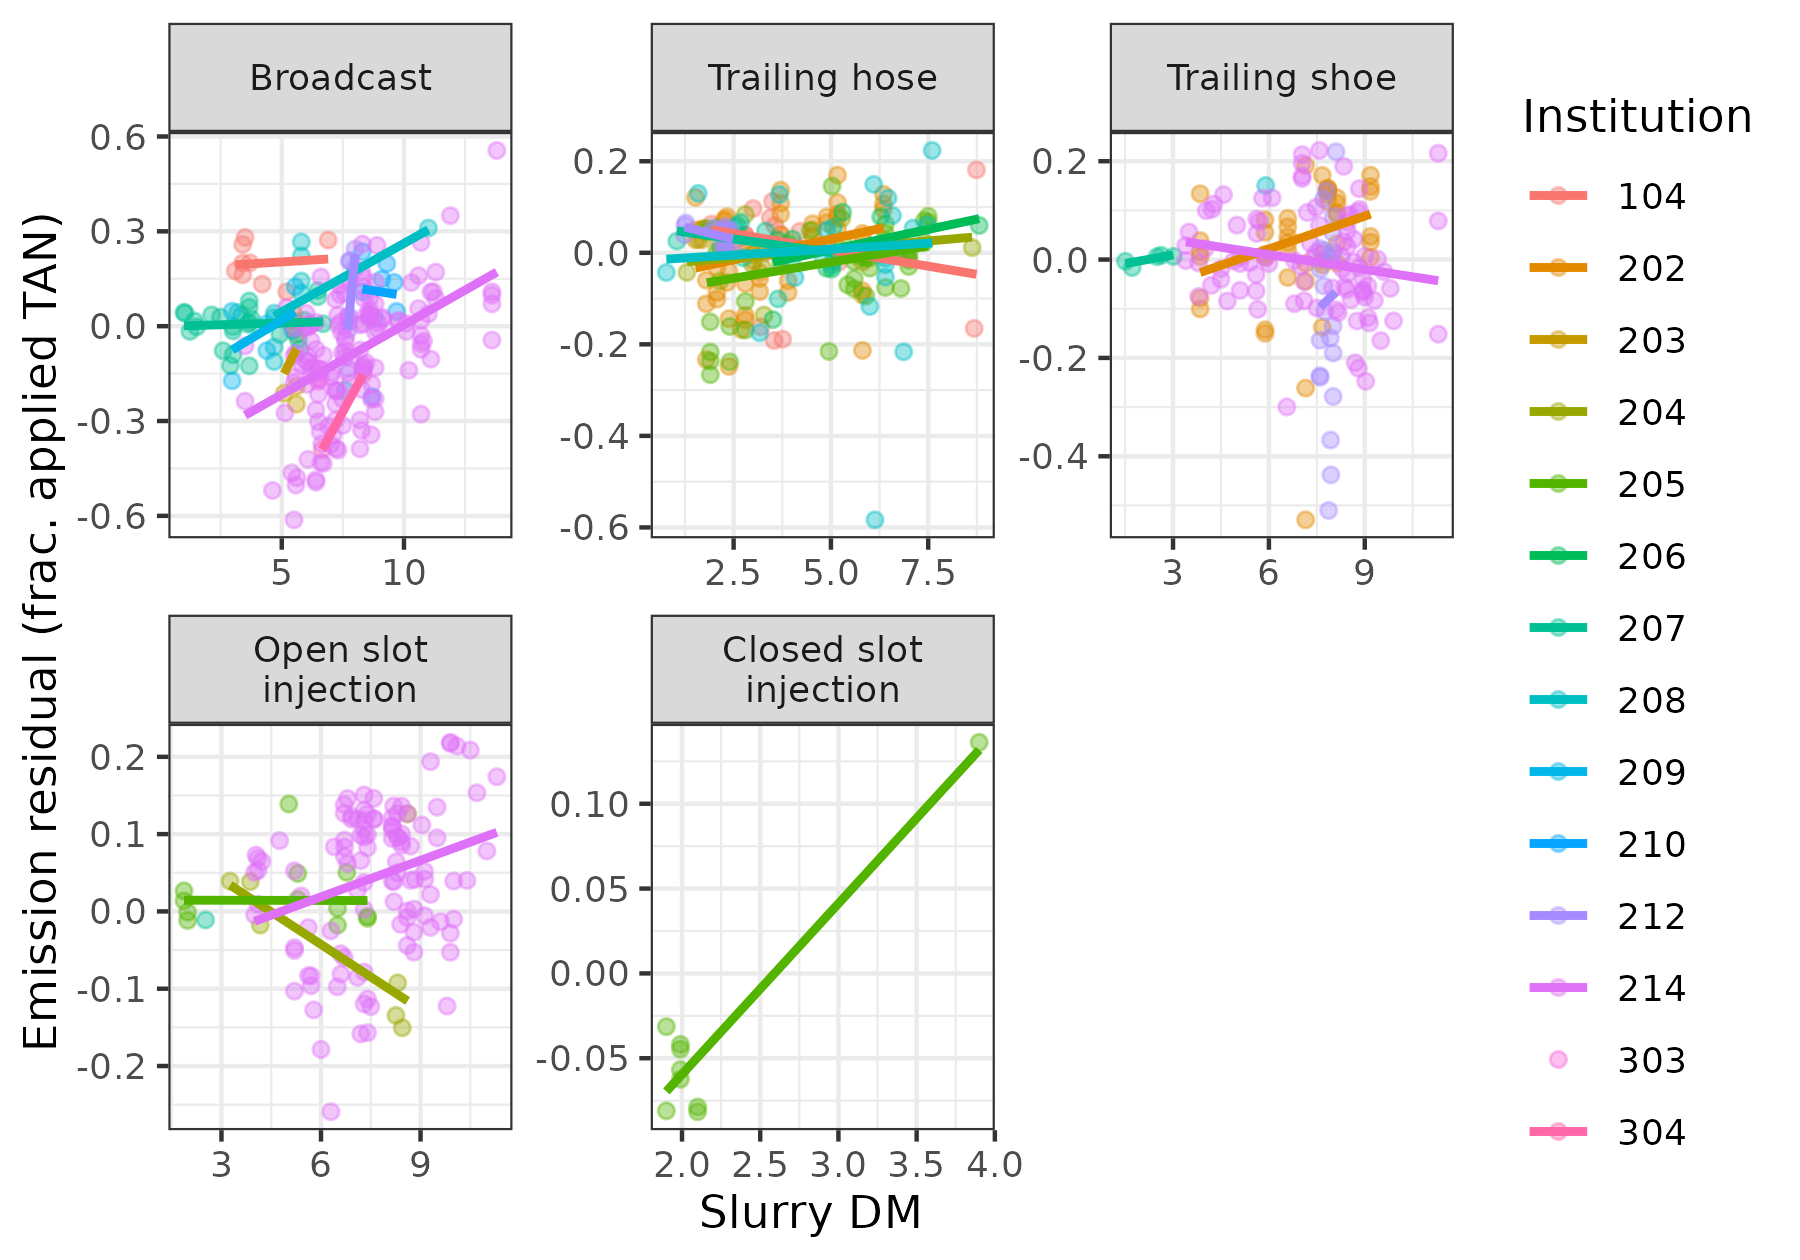 Broadcast
Trailing hose
Trailing shoe
Institution
104
202
203
204
205
206
207
208
209
210
212
214
303
304
Emission residual (frac. applied TAN)
0.6
0.3
0.0
-0.3
-0.6
5 10
0.2
0.0
-0.2
-0.4
-0.6
2.5 5.0 7.5
0.2
0.0
-0.2
-0.4
3 6 9
Open slot
injection
0.2
0.1
0.0
-0.1
-0.2
3 6 9
Closed slot
injection
0.10
0.05
0.00
-0.05
2.0 2.5 3.0 3.5 4.0
Slurry DM